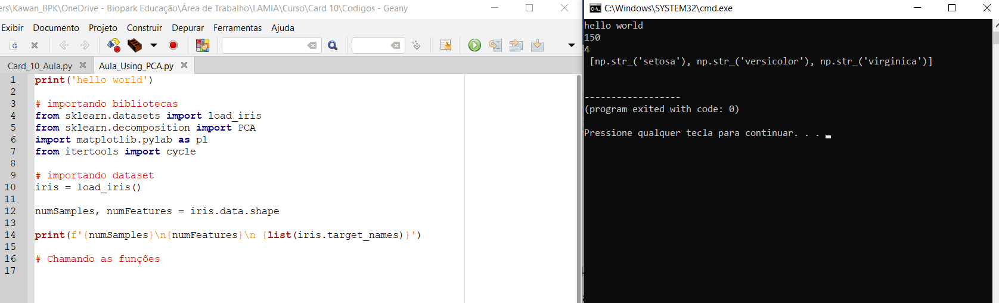 ers\Kawan_BPK\OneDrive - Biopark Educação\Área de Trabalho\LAMIA\Curso\Card 10\Codigos - Geany
Exibir Documento Projeto Construir Depurar Ferramentas Ajuda
Card_10_Aula.py Aula_Using_PCA.py
1 print('hello world')
2
3 # importando bibliotecas
4 from sklearn.datasets import load_iris
5 from sklearn.decomposition import PCA
6 import matplotlib.pylab as pl
7 from itertools import cycle
8
9 # importando dataset
10 iris = load_iris()
11
12 numSamples, numFeatures = iris.data.shape
13
14 print(f'{numSamples}\n{numFeatures}\n {list(iris.target_names)}')
15
16 # Chamando as funções
17
C:\Windows\SYSTEM32\cmd.exe
hello world
150
4
[np.str_('setosa'), np.str_('versicolor'), np.str_('virginica')]
------------------
(program exited with code: 0)
Pressione qualquer tecla para continuar. . .